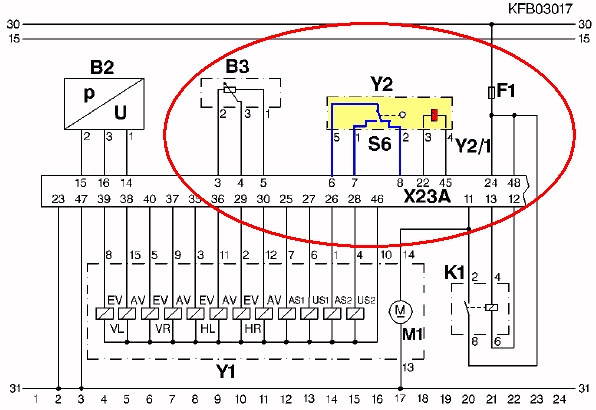 KFB03017
30 30
15 15
B2 B3 Y2 F1
p U
2 3 1 2 3 1 5 1 S6 2 3 4 Y2/1
15 16 14 3 4 5 6 7 8 22 45 X23A 24 48
23 47 39 38 40 37 35 36 29 30 25 27 26 28 46 11 13 12
8 15 5 9 3 11 2 12 7 6 1 4 10 14 K1 2 4
EV AV EV AV EV AV EV AV AS1 US1 AS2 US2 M M1
VL VR HL HR
8 6
Y1 13
31 31
1 2 3 4 5 6 7 8 9 10 11 12 13 14 15 16 17 18 19 20 21 22 23 24